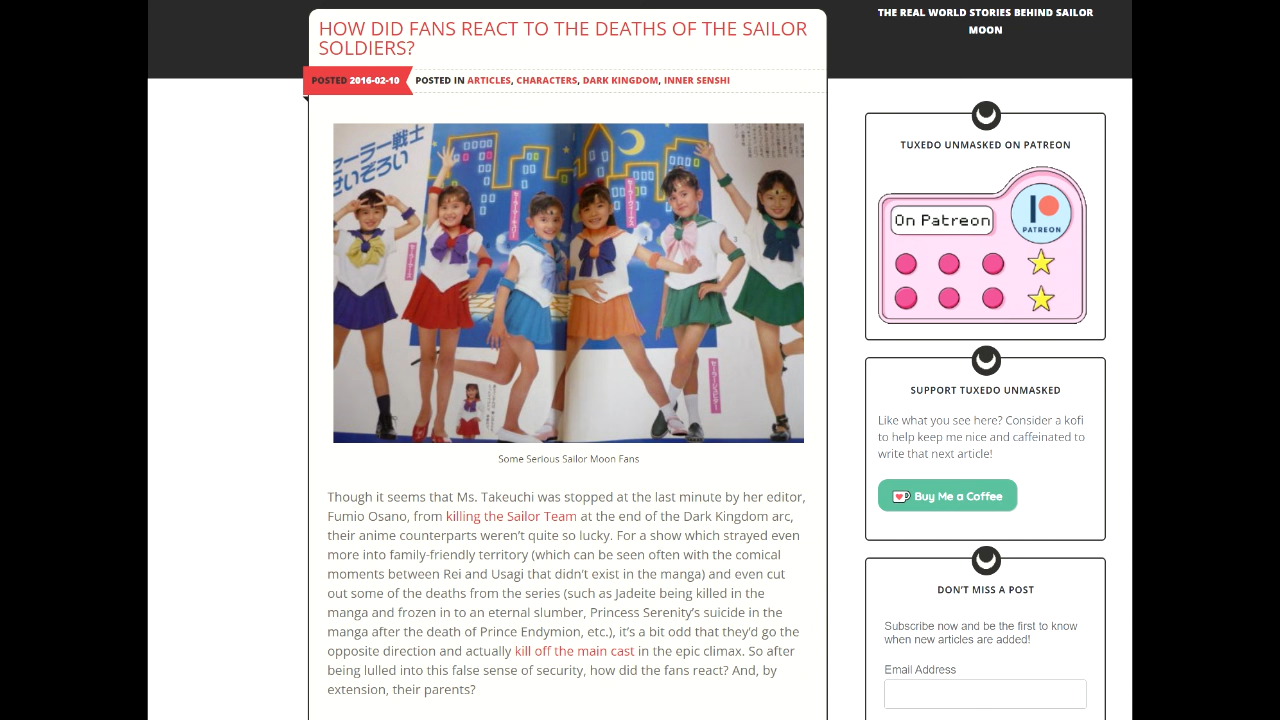 HOW DID FANS REACT TO THE DEATHS OF THE SAILOR
SOLDIERS?
POSTED 2016-02-10
POSTED IN ARTICLES, CHARACTERS, DARK KINGDOM, INNER SENSHI
セーラー戦士
せいぞろい
Some Serious Sailor Moon Fans
Though it seems that Ms. Takeuchi was stopped at the last minute by her editor,
Fumio Osano, from killing the Sailor Team at the end of the Dark Kingdom arc,
their anime counterparts weren't quite so lucky. For a show which strayed even
more into family-friendly territory (which can be seen often with the comical
moments between Rei and Usagi that didn't exist in the manga) and even cut
out some of the deaths from the series (such as Jadeite being killed in the
manga and frozen in to an eternal slumber, Princess Serenity's suicide in the
manga after the death of Prince Endymion, etc.), it's a bit odd that they'd go the
opposite direction and actually kill off the main cast in the epic climax. So after
being lulled into this false sense of security, how did the fans react? And, by
extension, their parents?
THE REAL WORLD STORIES BEHIND SAILOR
MOON
TUXEDO UNMASKED ON PATREON
On Patreon
PATREON
SUPPORT TUXEDO UNMASKED
Like what you see here? Consider a kofi
to help keep me nice and caffeinated to
write that next article!
Buy Me a Coffee
DON'T MISS A POST
Subscribe now and be the first to know
when new articles are added!
Email Address